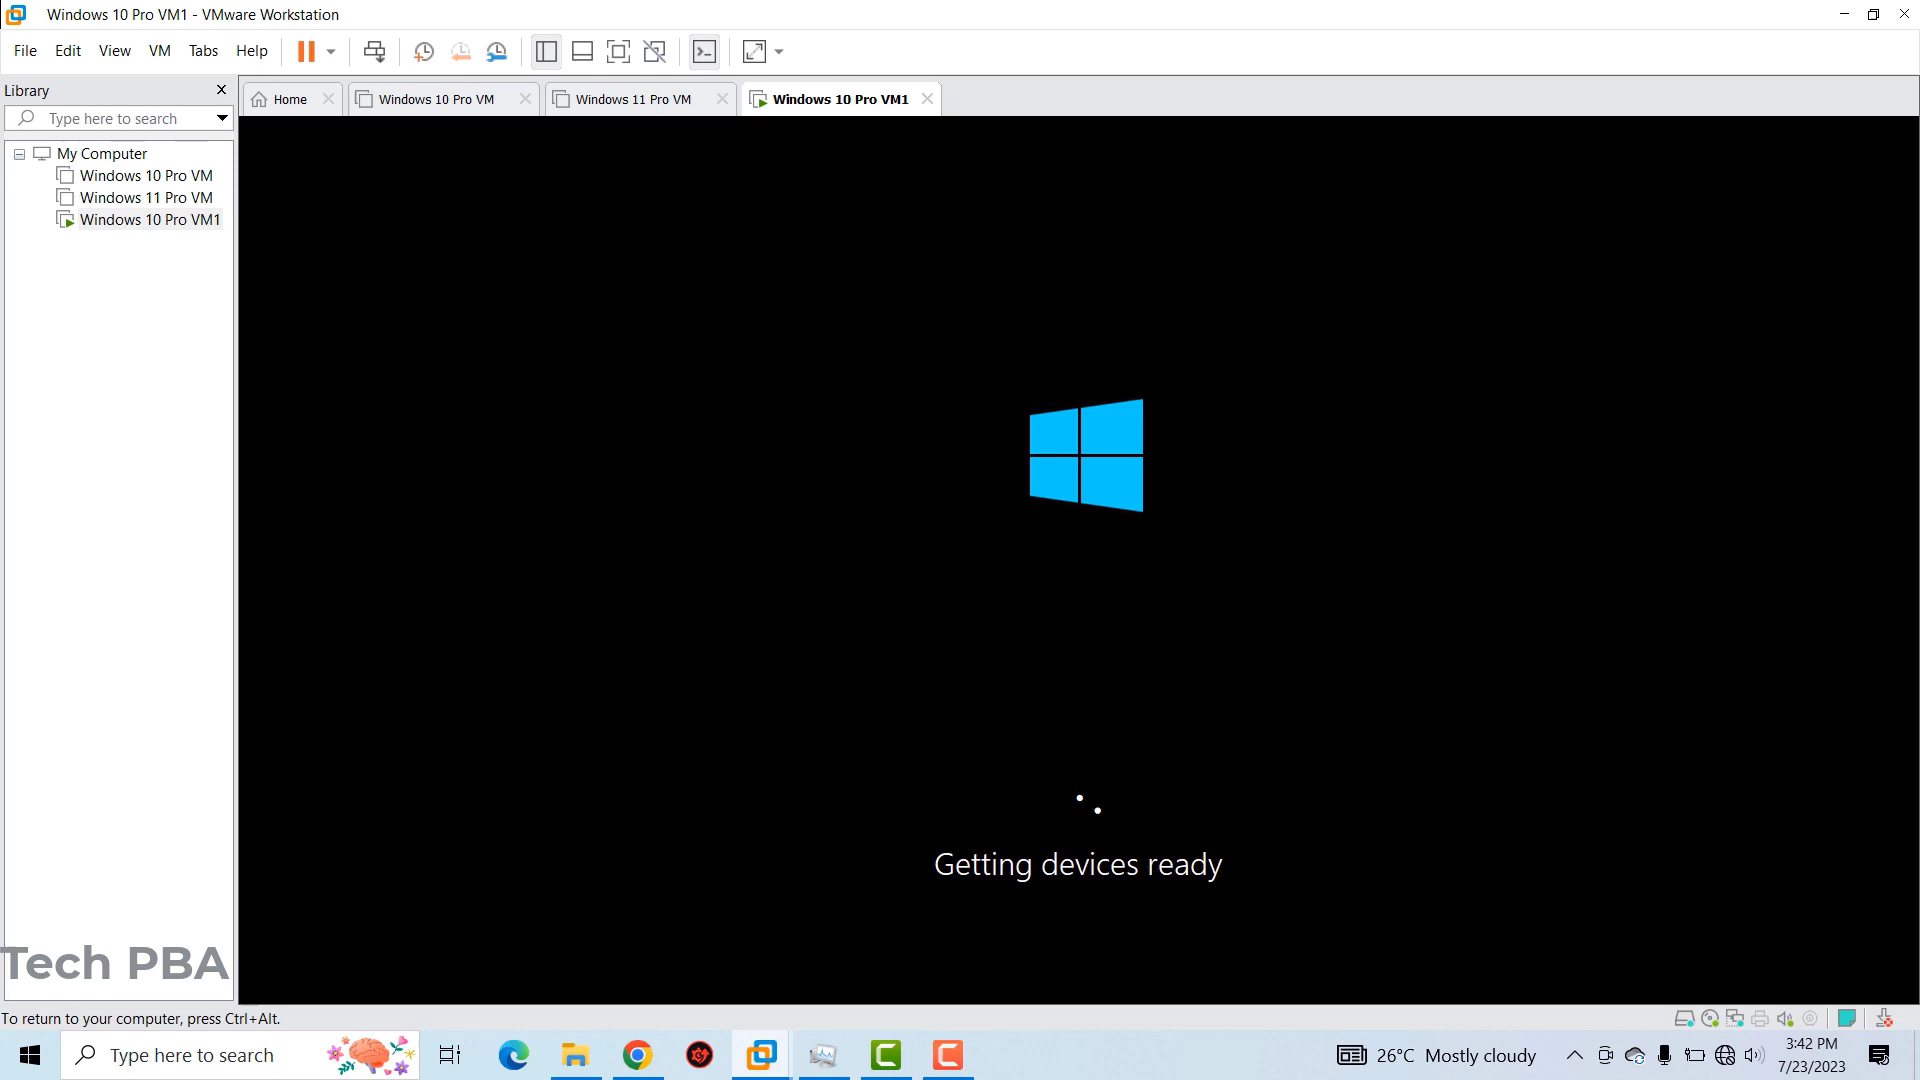 Windows 10 Pro VM1 - VMware Workstation
File Edit View VM Tabs Help
Library
Type here to search
Home Windows 10 Pro VM Windows 11 Pro VM Windows 10 Pro VM1
My Computer
Windows 10 Pro VM
Windows 11 Pro VM
Windows 10 Pro VM1
Getting devices ready
Tech PBA
To return to your computer, press Ctrl+Alt.
Type here to search
26°C Mostly cloudy
3:42 PM
7/23/2023